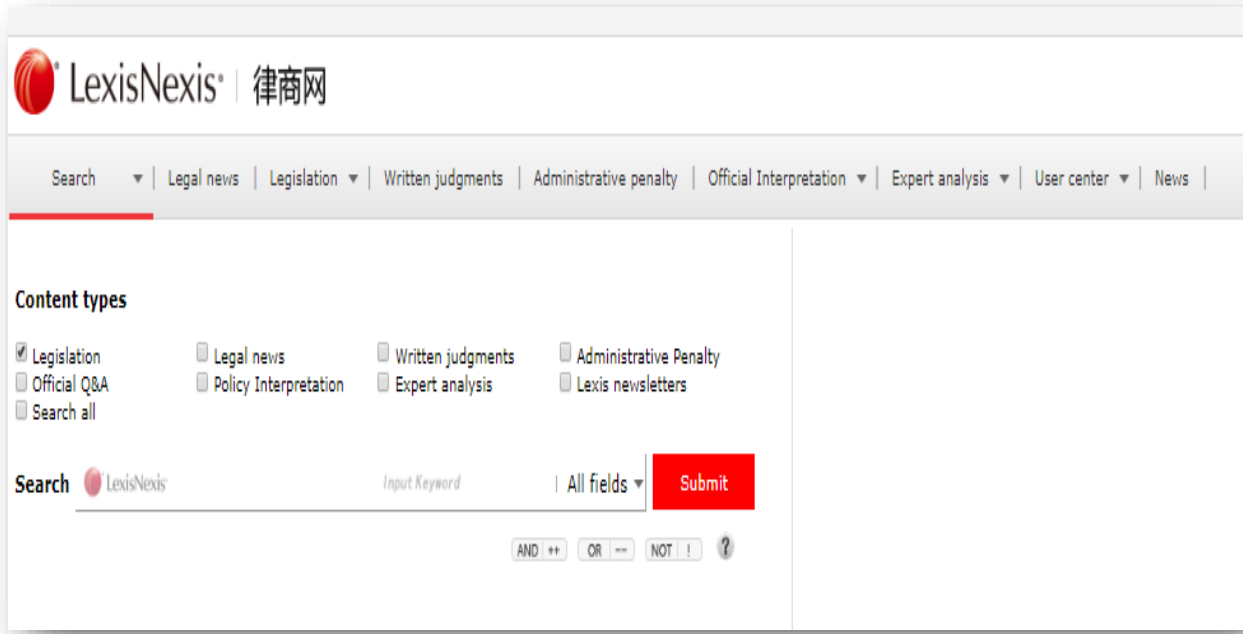 LexisNexis® | 律商网
Search ▼ | Legal news | Legislation ▼ | Written judgments | Administrative penalty | Official Interpretation ▼ | Expert analysis ▼ | User center ▼ | News |
Content types
Legislation Legal news Written judgments Administrative Penalty
Official Q&A Policy Interpretation Expert analysis Lexis newsletters
Search all
Search LexisNexis® Input Keyword | All fields ▼ Submit
AND ++ OR -- NOT ! ?